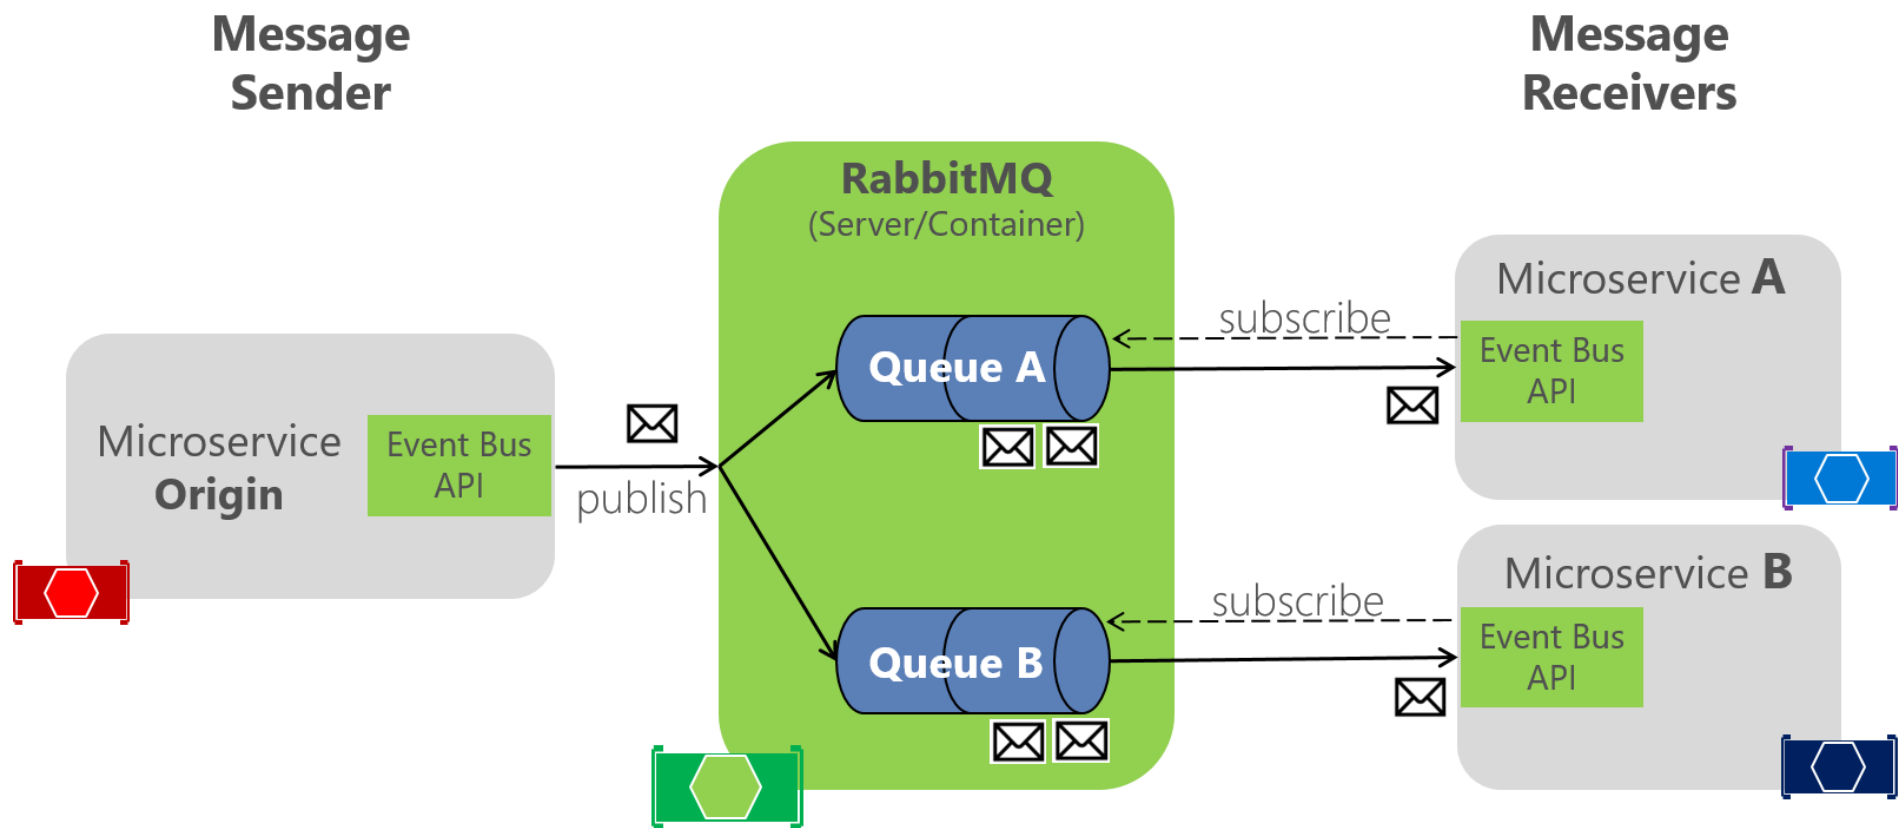 Message
Sender
Message
Receivers
RabbitMQ
(Server/Container)
Microservice
Origin
Event Bus
API
publish
Queue A
Queue B
subscribe
subscribe
Microservice A
Event Bus
API
Microservice B
Event Bus
API